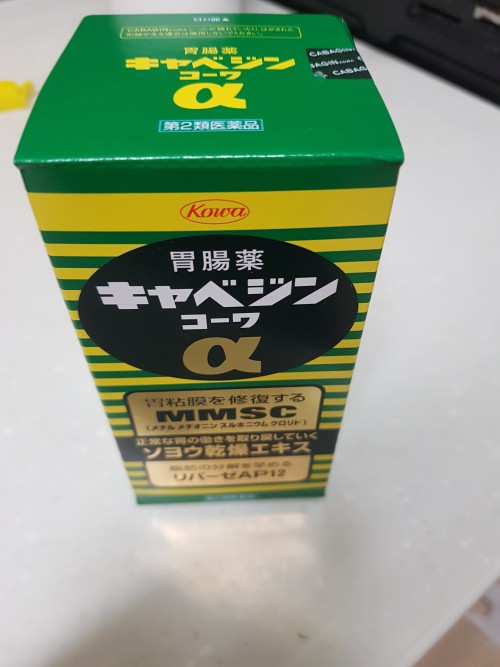 CABAGIN
胃腸薬
キャベジン
コーワ
α
第2類医薬品
CABAGIN
CABAG
Kowa
胃腸薬
キャベジン
コーワ
α
胃粘膜を修復する
MMSC
(メチル メチオニン スルホニウム クロリド)
正常な胃の働きを取り戻していく
ソヨウ乾燥エキス
脂肪の分解を早める
リパーゼAP12